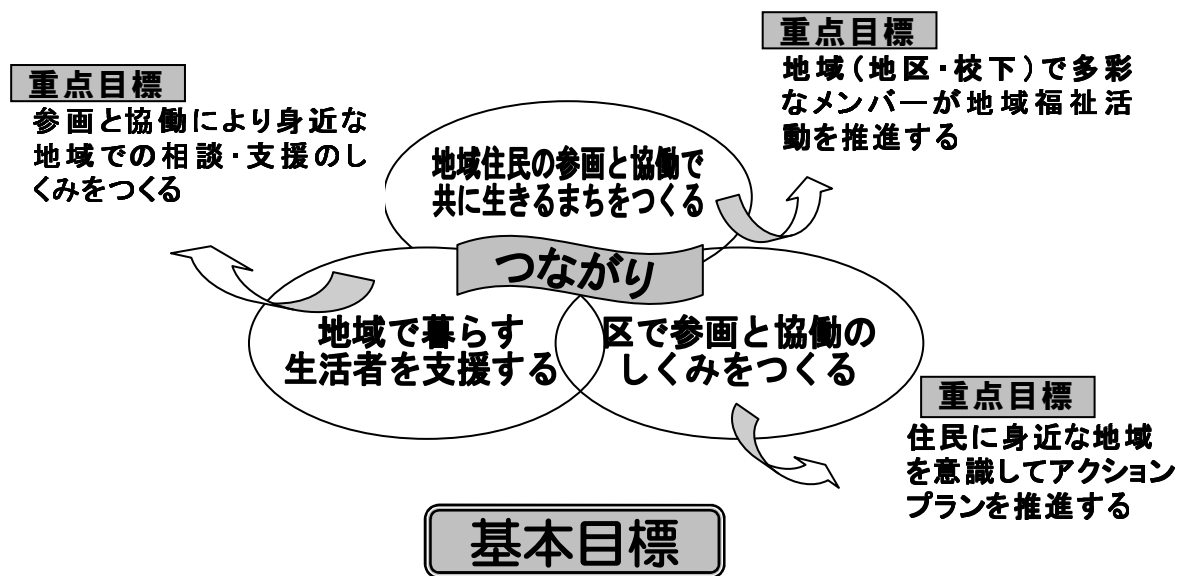 重点目標
地域（地区・校下）で多彩
なメンバーが地域福祉活
動を推進する
重点目標
参画と協働により身近な
地域での相談・支援のし
くみをつくる
地域住民の参画と協働で
共に生きるまちをつくる
つながり
地域で暮らす
生活者を支援する
区で参画と協働の
しくみをつくる
重点目標
住民に身近な地域
を意識してアクション
プランを推進する
基本目標